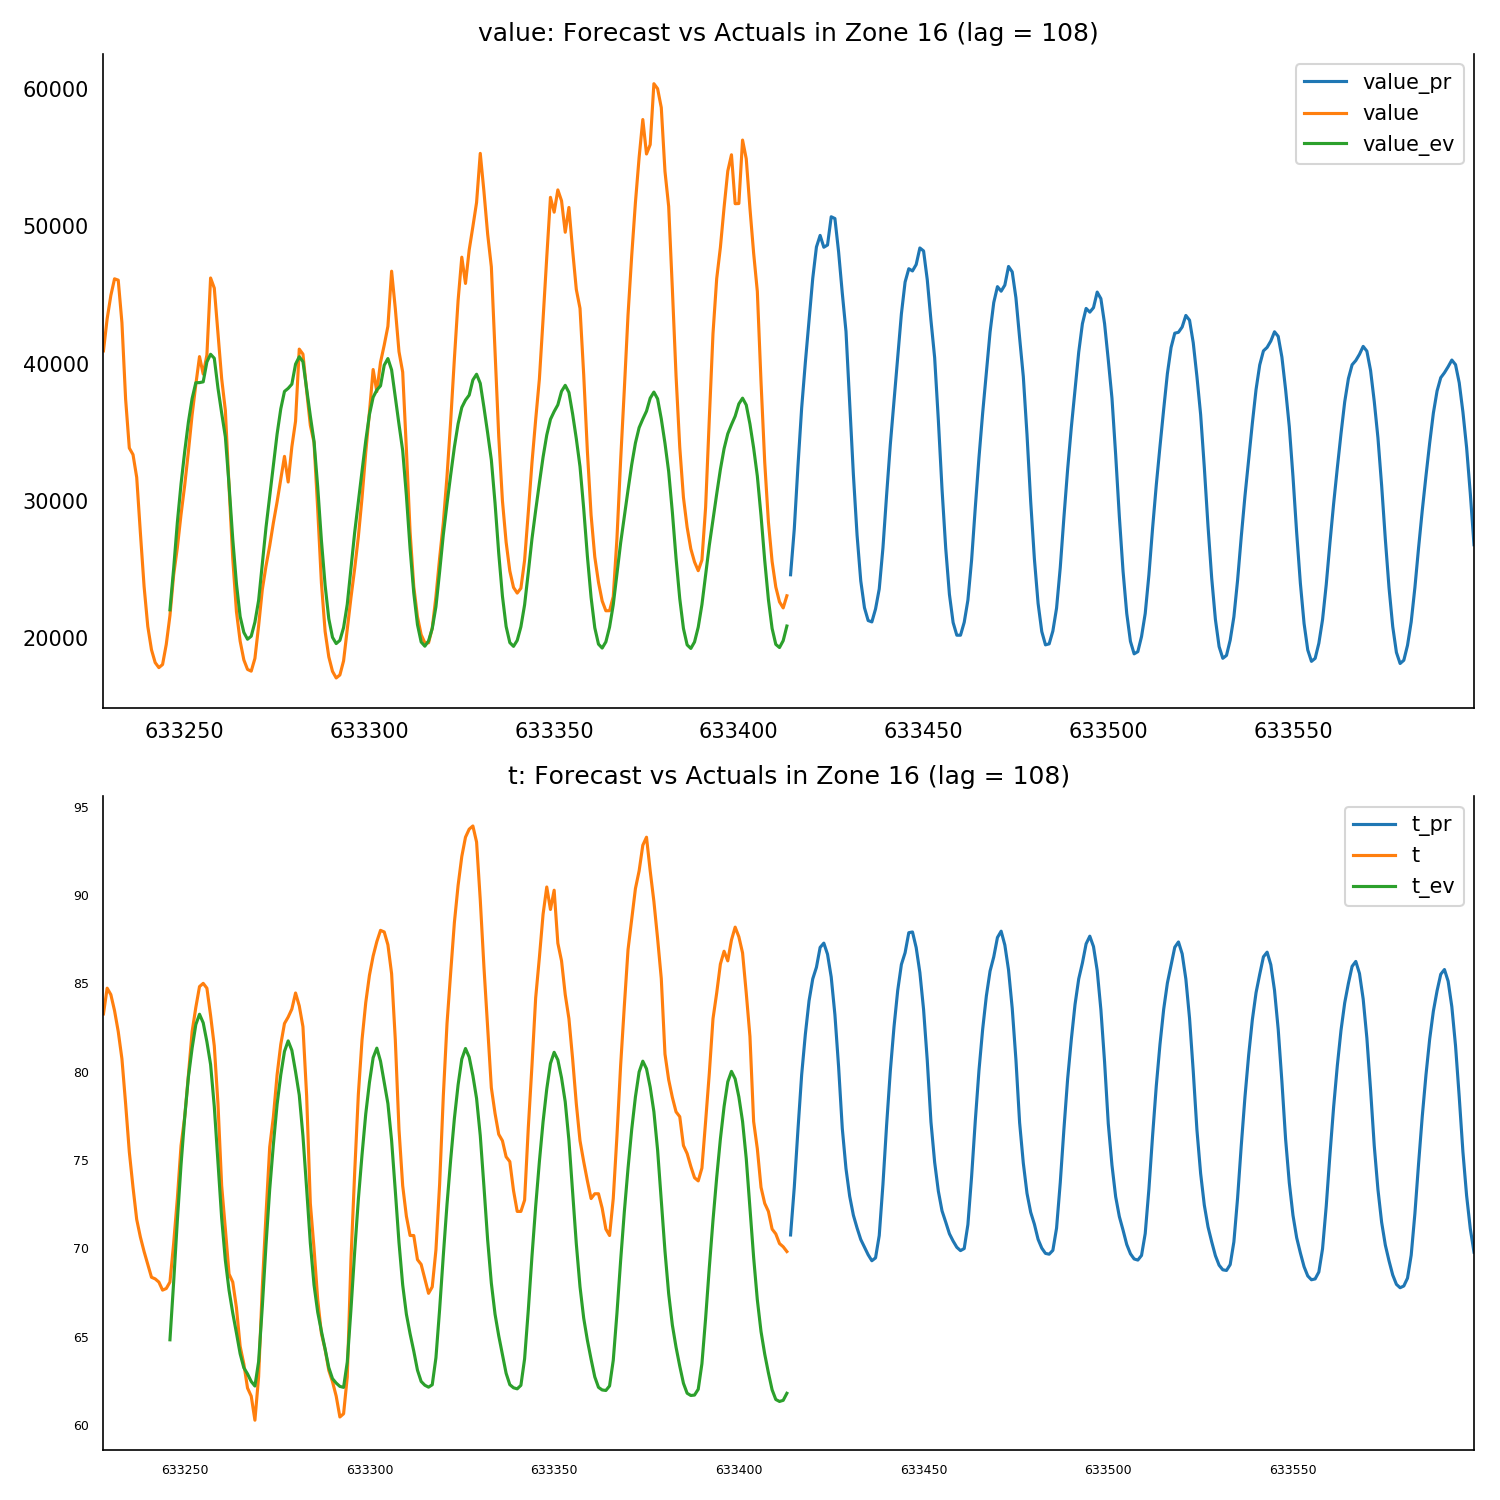 value: Forecast vs Actuals in Zone 16 (lag = 108)
60000
50000
40000
30000
20000
value_pr
value
value_ev
633250 633300 633350 633400 633450 633500 633550
t: Forecast vs Actuals in Zone 16 (lag = 108)
95
90
85
80
75
70
65
60
t_pr
t
t_ev
633250 633300 633350 633400 633450 633500 633550